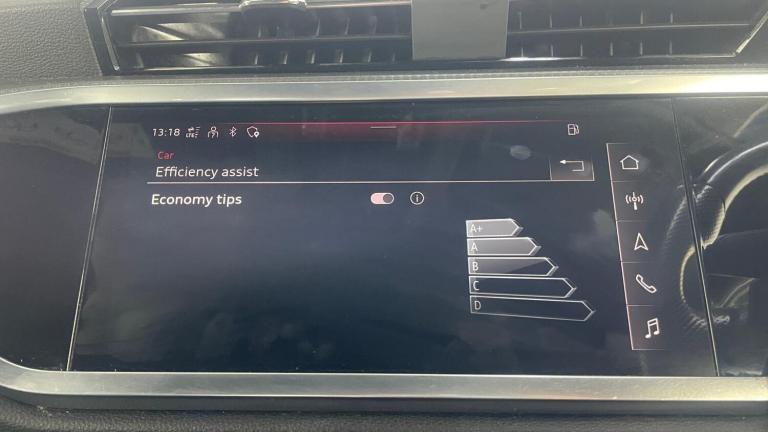 13:18 LTE
Car
Efficiency assist
Economy tips
A+
A
B
C
D